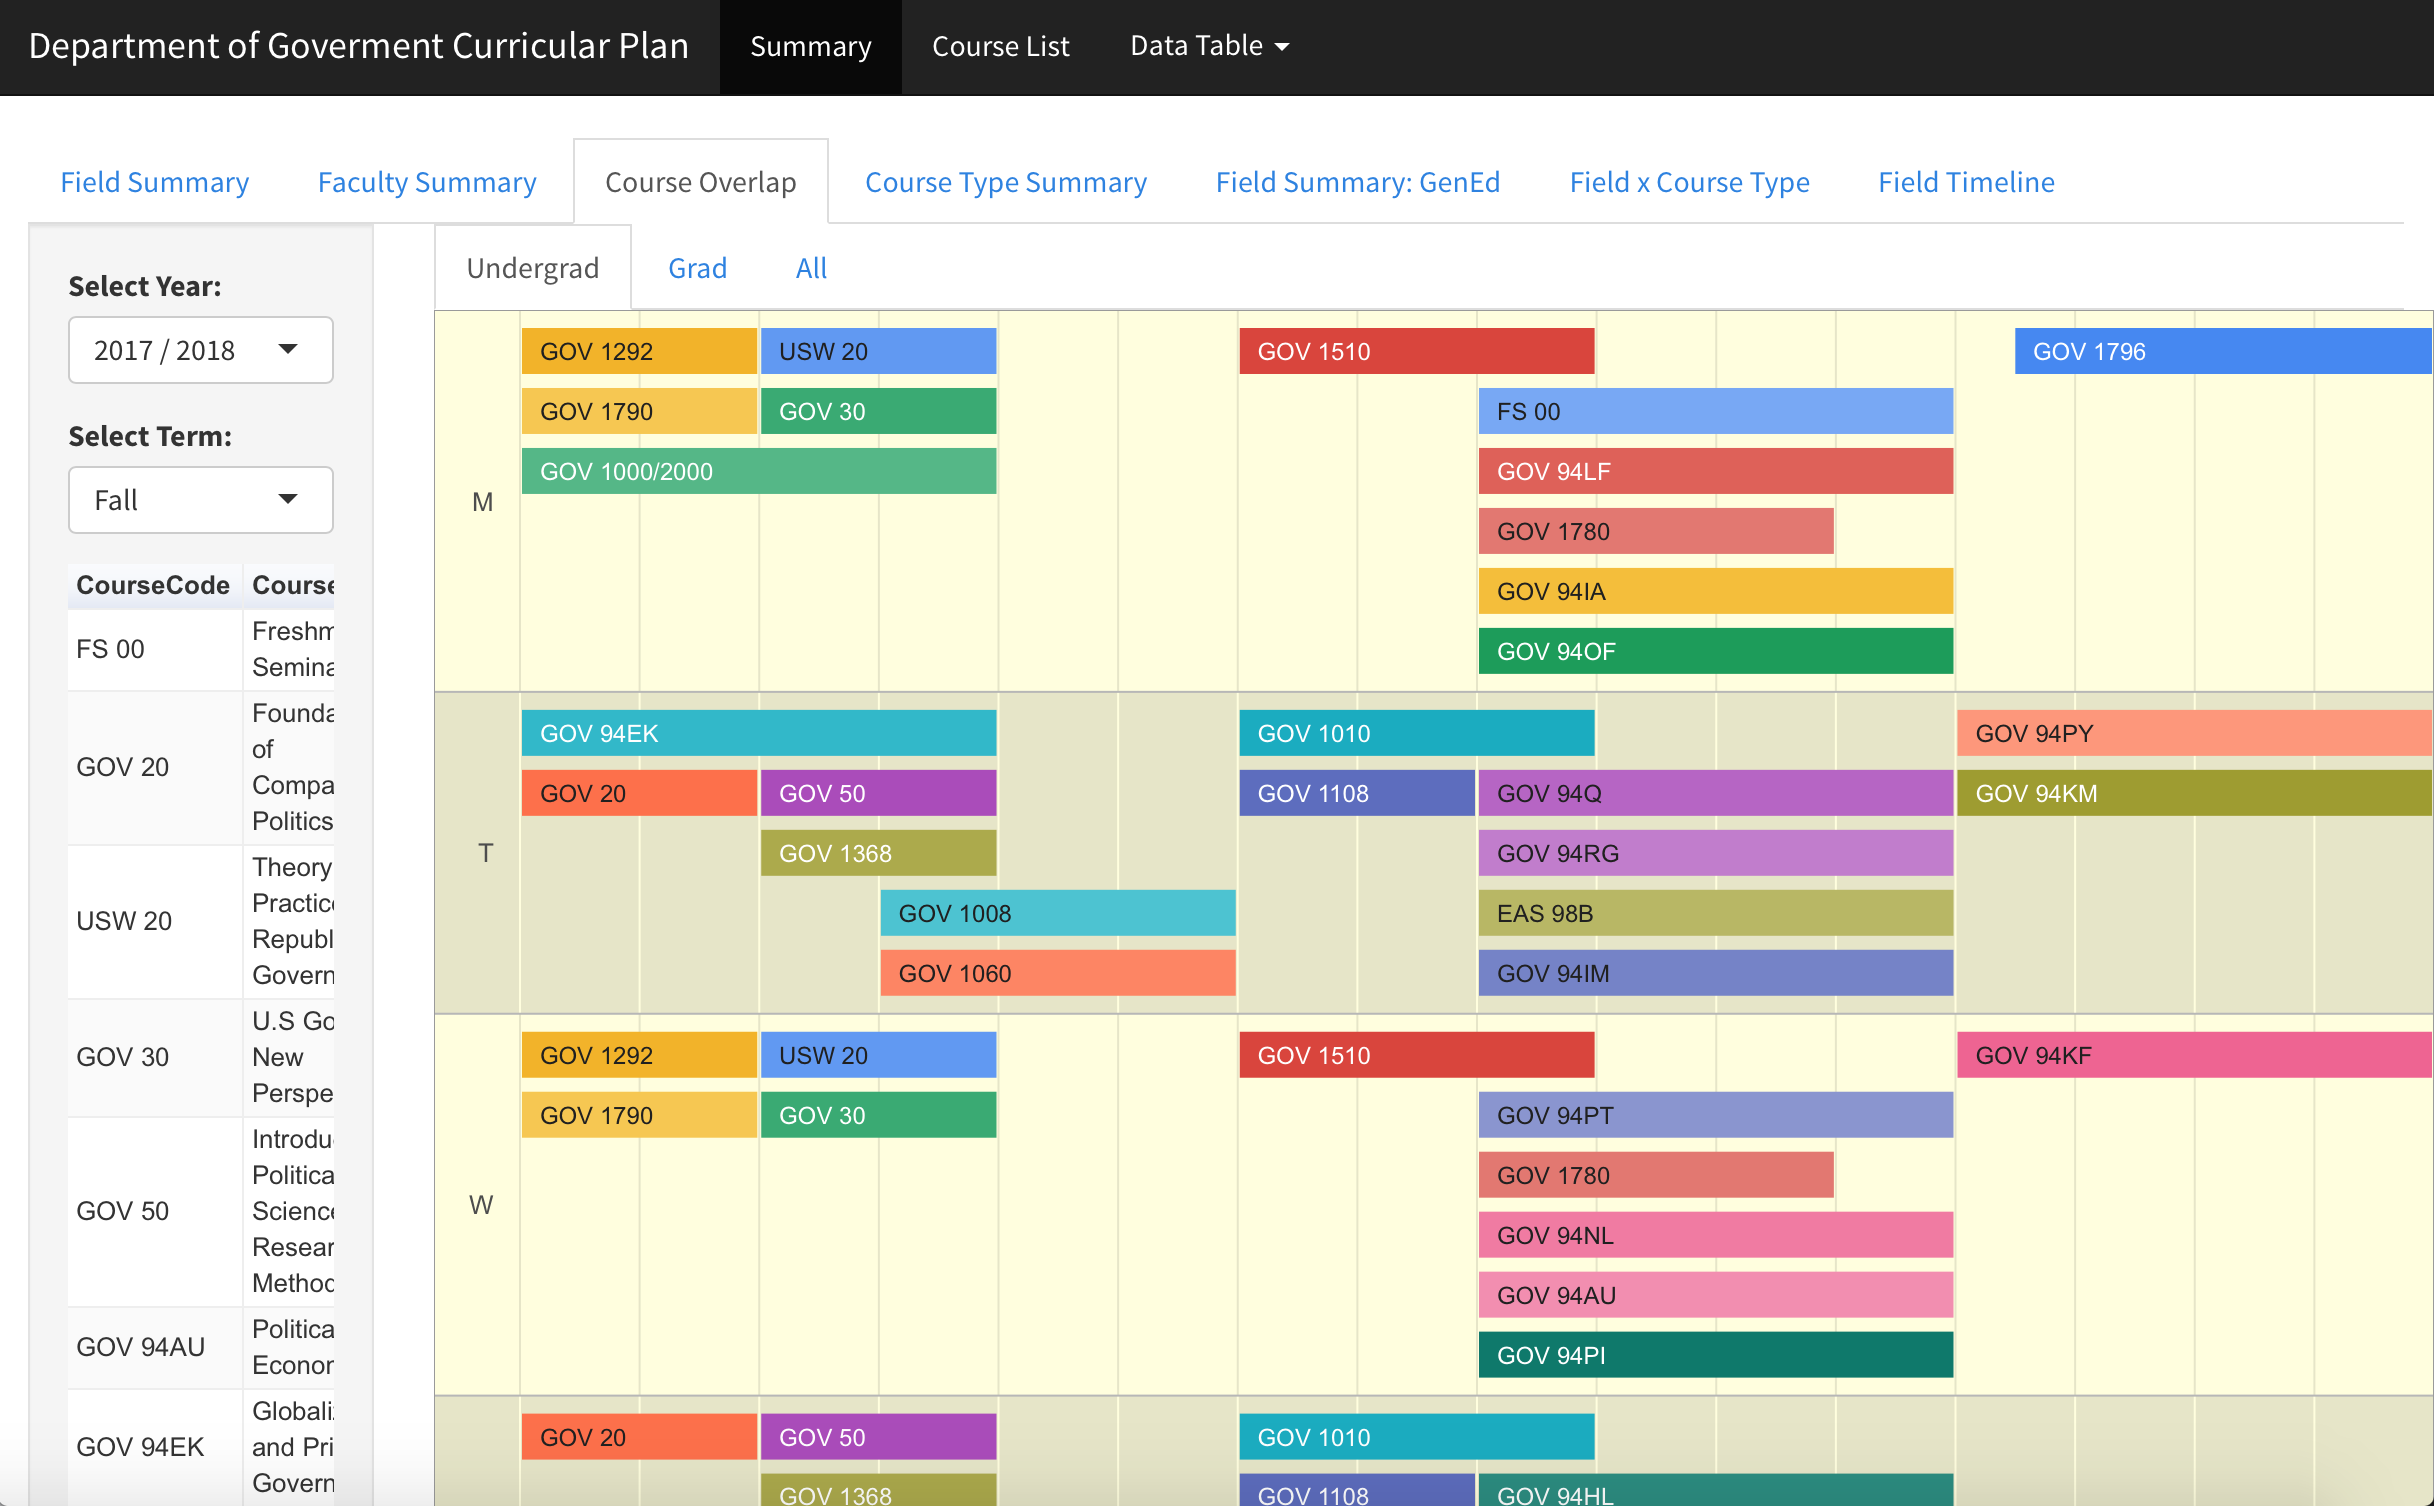 Department of Goverment Curricular Plan
Summary
Course List
Data Table
Field Summary
Faculty Summary
Course Overlap
Course Type Summary
Field Summary: GenEd
Field x Course Type
Field Timeline
Select Year:
2017 / 2018
Select Term:
Fall
CourseCode
Course
FS 00
Freshm
Semina
GOV 20
Founda
of
Compa
Politics
USW 20
Theory
Practic
Republ
Govern
GOV 30
U.S Go
New
Perspe
GOV 50
Introdu
Politica
Science
Resear
Method
GOV 94AU
Politica
Econor
GOV 94EK
Globali
and Pri
Govern
Undergrad
Grad
All
M
GOV 1292
USW 20
GOV 1510
GOV 1796
GOV 1790
GOV 30
FS 00
GOV 1000/2000
GOV 94LF
GOV 1780
GOV 94IA
GOV 94OF
T
GOV 94EK
GOV 1010
GOV 94PY
GOV 20
GOV 50
GOV 1108
GOV 94Q
GOV 94KM
GOV 1368
GOV 94RG
GOV 1008
EAS 98B
GOV 1060
GOV 94IM
W
GOV 1292
USW 20
GOV 1510
GOV 94KF
GOV 1790
GOV 30
GOV 94PT
GOV 1780
GOV 94NL
GOV 94AU
GOV 94PI
GOV 20
GOV 50
GOV 1010
GOV 1368
GOV 1108
GOV 94HL